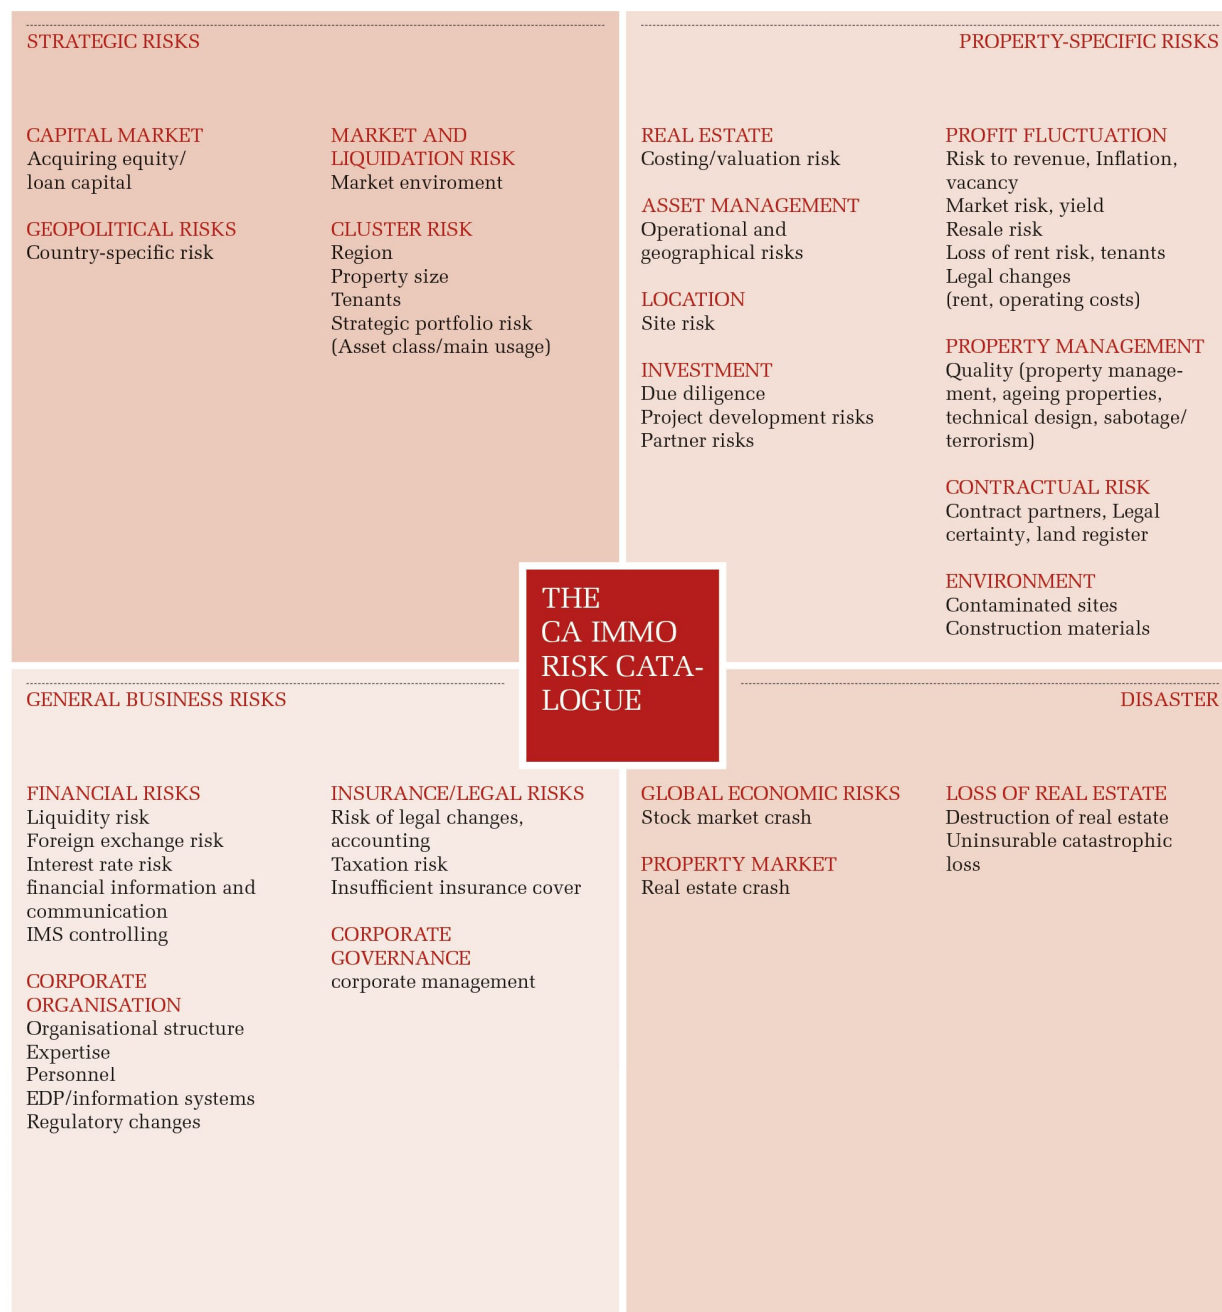 STRATEGIC RISKS
CAPITAL MARKET
Acquiring equity/
loan capital
GEOPOLITICAL RISKS
Country-specific risk
MARKET AND
LIQUIDATION RISK
Market enviroment
CLUSTER RISK
Region
Property size
Tenants
Strategic portfolio risk
(Asset class/main usage)
PROPERTY-SPECIFIC RISKS
REAL ESTATE
Costing/valuation risk
ASSET MANAGEMENT
Operational and
geographical risks
LOCATION
Site risk
INVESTMENT
Due diligence
Project development risks
Partner risks
PROFIT FLUCTUATION
Risk to revenue, Inflation,
vacancy
Market risk, yield
Resale risk
Loss of rent risk, tenants
Legal changes
(rent, operating costs)
PROPERTY MANAGEMENT
Quality (property manage-
ment, ageing properties,
technical design, sabotage/
terrorism)
CONTRACTUAL RISK
Contract partners, Legal
certainty, land register
ENVIRONMENT
Contaminated sites
Construction materials
THE
CA IMMO
RISK CATA-
LOGUE
GENERAL BUSINESS RISKS
FINANCIAL RISKS
Liquidity risk
Foreign exchange risk
Interest rate risk
financial information and
communication
IMS controlling
CORPORATE
ORGANISATION
Organisational structure
Expertise
Personnel
EDP/information systems
Regulatory changes
INSURANCE/LEGAL RISKS
Risk of legal changes,
accounting
Taxation risk
Insufficient insurance cover
CORPORATE
GOVERNANCE
corporate management
DISASTER
GLOBAL ECONOMIC RISKS
Stock market crash
PROPERTY MARKET
Real estate crash
LOSS OF REAL ESTATE
Destruction of real estate
Uninsurable catastrophic
loss